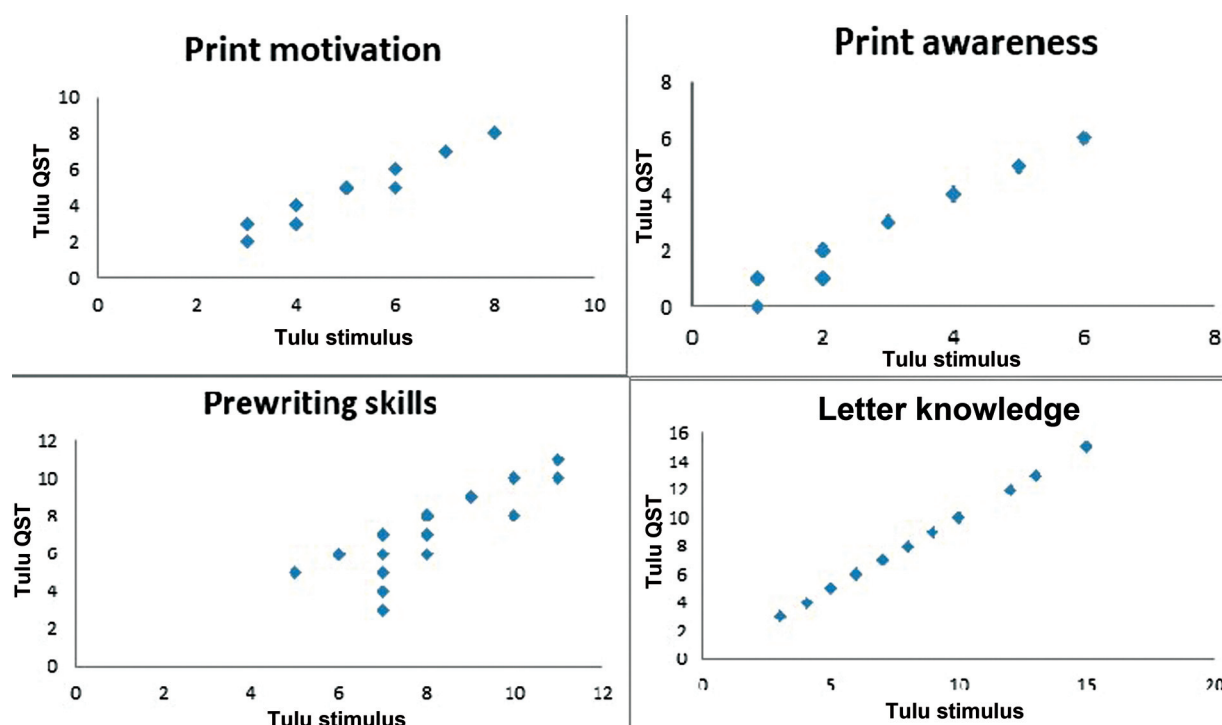 Print motivation
10
8
6
4
2
0
Tulu QST
0 2 4 6 8 10
Tulu stimulus
Print awareness
8
6
4
2
0
Tulu QST
0 2 4 6 8
Tulu stimulus
Prewriting skills
12
10
8
6
4
2
0
Tulu QST
0 2 4 6 8 10 12
Tulu stimulus
Letter knowledge
16
14
12
10
8
6
4
2
0
Tulu QST
0 5 10 15 20
Tulu stimulus